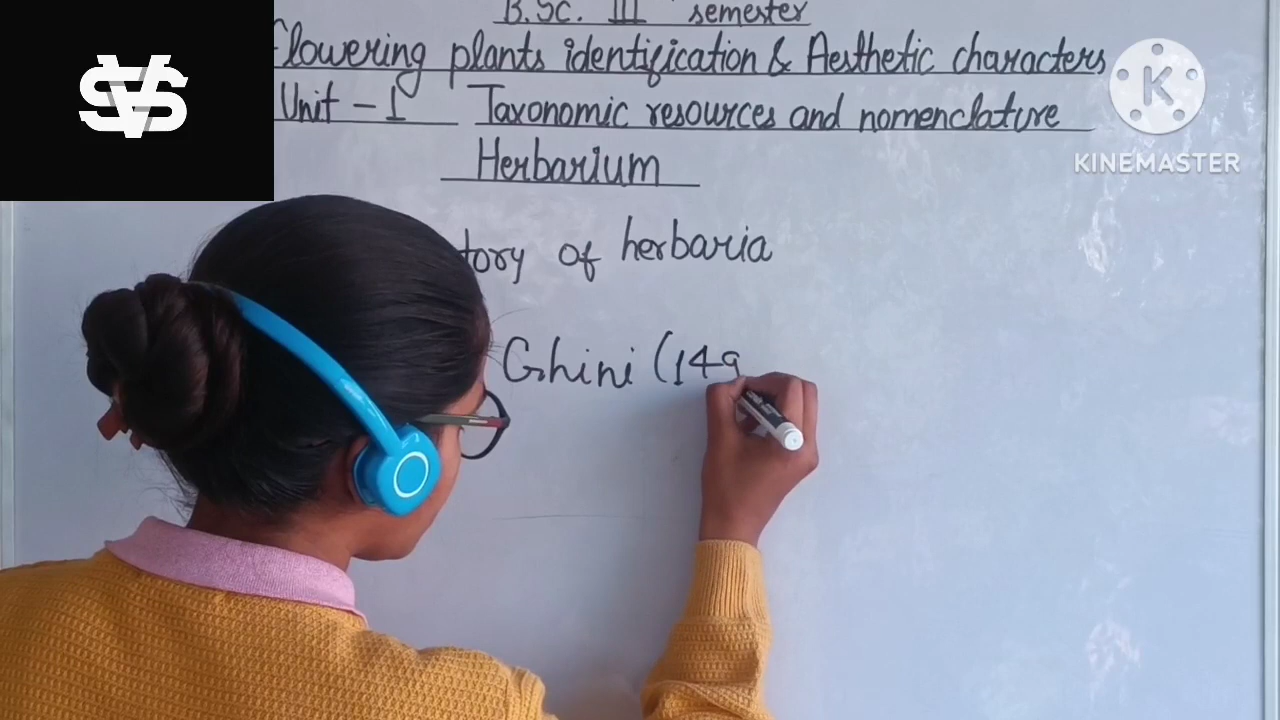 B.Sc. III semester
Flowering plants identification & Aesthetic characters
Unit - I Taxonomic resources and nomenclature
Herbarium
tory of herbaria
Ghini (149
K
KINEMASTER